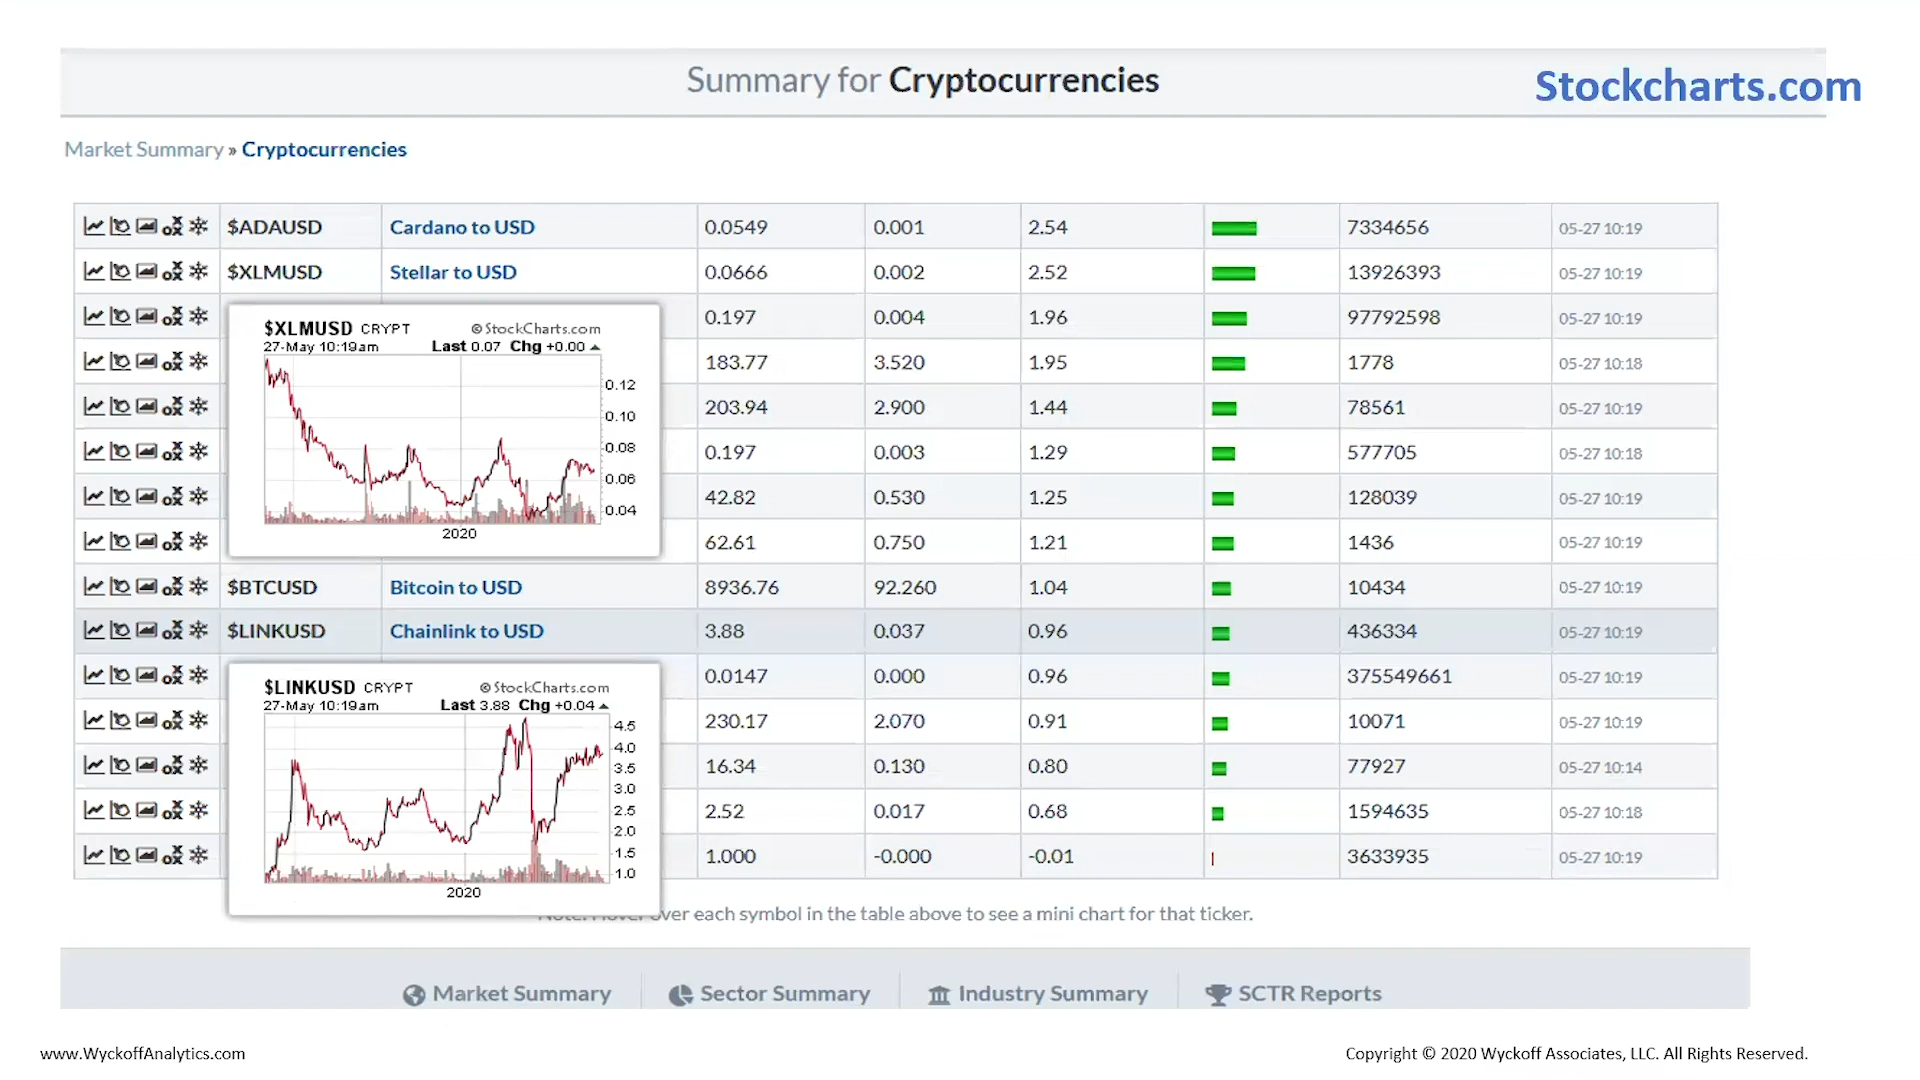 Summary for Cryptocurrencies
Stockcharts.com
Market Summary » Cryptocurrencies
$ADAUSD Cardano to USD 0.0549 0.001 2.54 7334656 05-27 10:19
$XLMUSD Stellar to USD 0.0666 0.002 2.52 13926393 05-27 10:19
0.197 0.004 1.96 97792598 05-27 10:19
183.77 3.520 1.95 1778 05-27 10:18
203.94 2.900 1.44 78561 05-27 10:19
0.197 0.003 1.29 577705 05-27 10:18
42.82 0.530 1.25 128039 05-27 10:19
62.61 0.750 1.21 1436 05-27 10:19
$XLMUSD CRYPT ©StockCharts.com
27-May 10:19am Last 0.07 Chg +0.00
0.12
0.10
0.08
0.06
0.04
2020
$BTCUSD Bitcoin to USD 8936.76 92.260 1.04 10434 05-27 10:19
$LINKUSD Chainlink to USD 3.88 0.037 0.96 436334 05-27 10:19
0.0147 0.000 0.96 375549661 05-27 10:19
230.17 2.070 0.91 10071 05-27 10:19
16.34 0.130 0.80 77927 05-27 10:14
2.52 0.017 0.68 1594635 05-27 10:18
1.000 -0.000 -0.01 3633935 05-27 10:19
$LINKUSD CRYPT ©StockCharts.com
27-May 10:19am Last 3.88 Chg +0.04
4.5
4.0
3.5
3.0
2.5
2.0
1.5
1.0
2020
each symbol in the table above to see a mini chart for that ticker.
Market Summary Sector Summary Industry Summary SCTR Reports
www.WyckoffAnalytics.com
Copyright © 2020 Wyckoff Associates, LLC. All Rights Reserved.